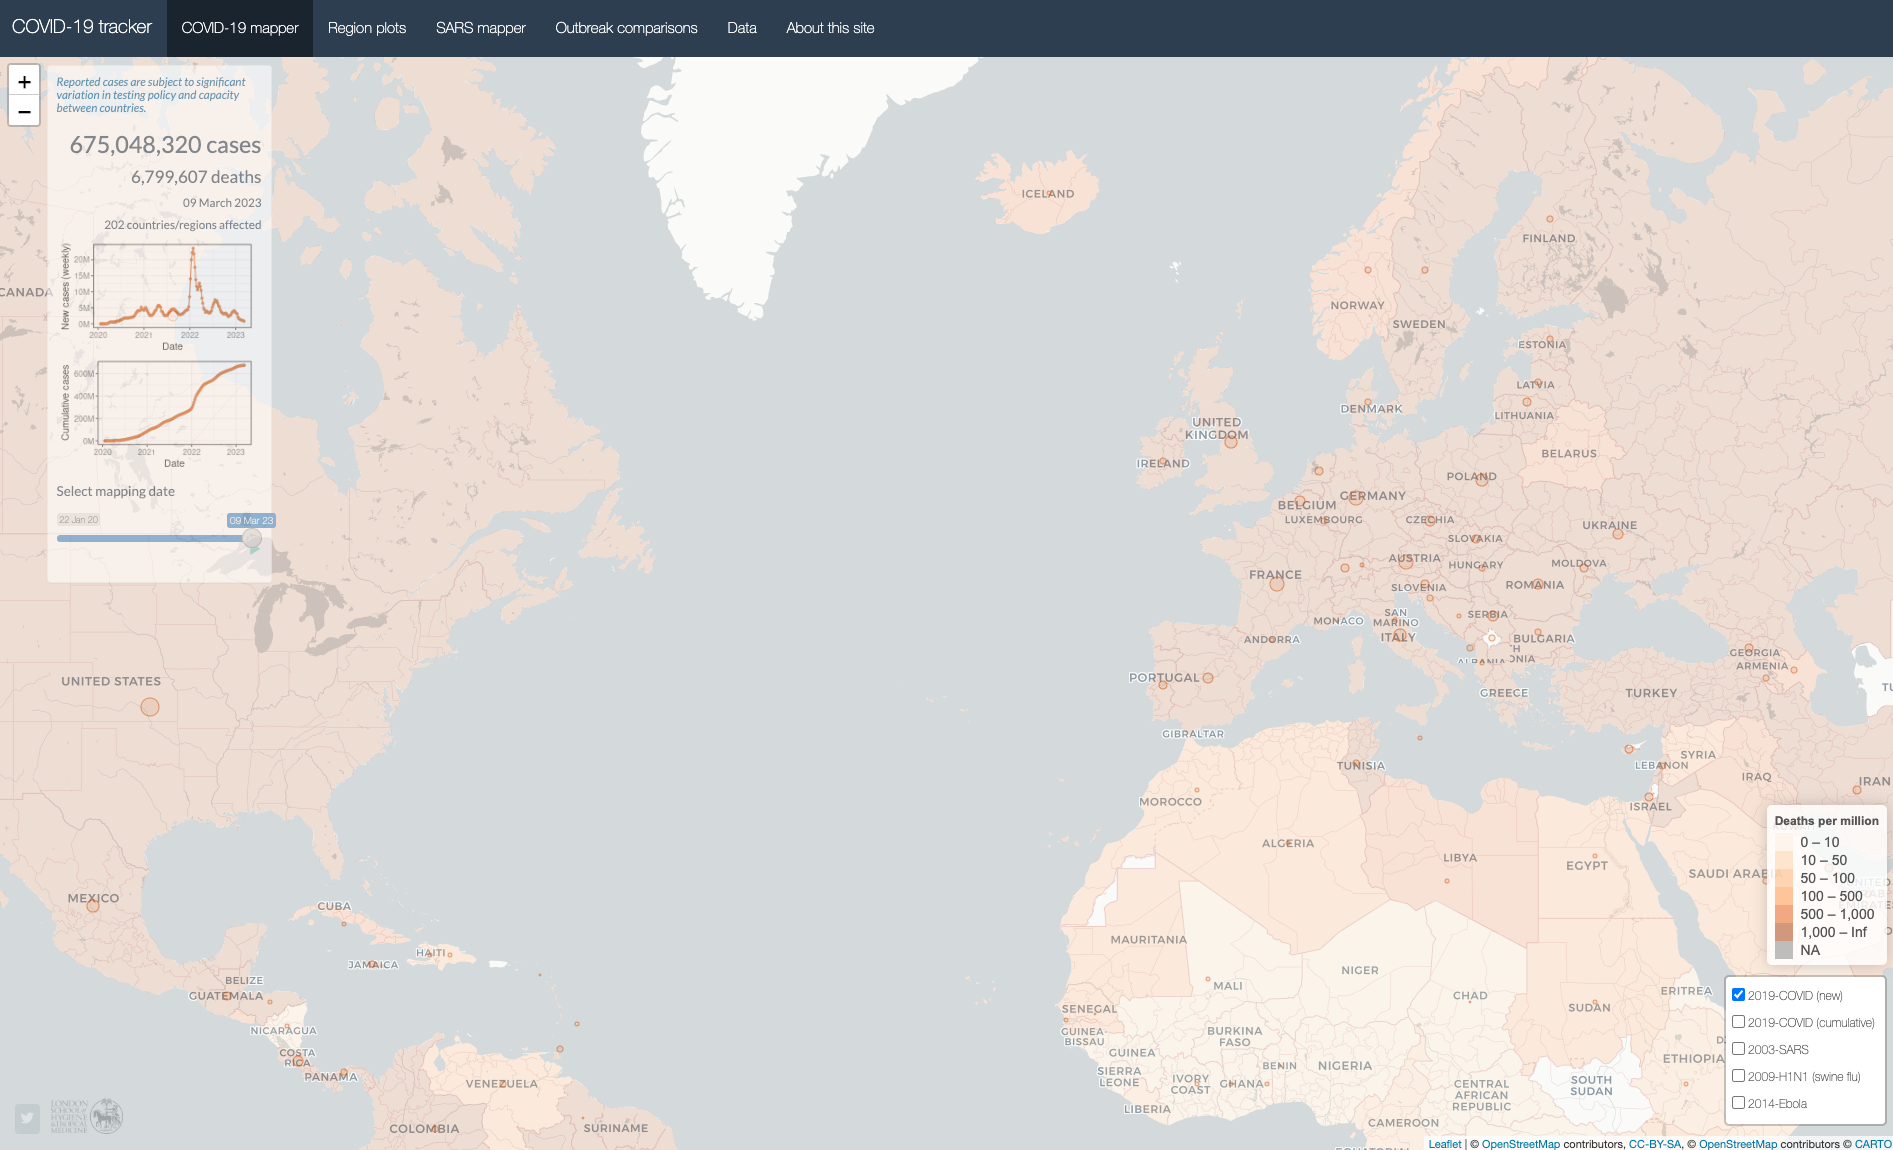 COVID-19 tracker
COVID-19 mapper
Region plots
SARS mapper
Outbreak comparisons
Data
About this site
+
−
Reported cases are subject to significant
variation in testing policy and capacity
between countries.
675,048,320 cases
6,799,607 deaths
09 March 2023
202 countries/regions affected
New cases (weekly)
20M
15M
10M
5M
0M
2020
2021
2022
2023
Date
Cumulative cases
600M
400M
200M
0M
2020
2021
2022
2023
Date
Select mapping date
22 Jan 20
09 Mar 23
CANADA
ICELAND
FINLAND
NORWAY
SWEDEN
ESTONIA
LATVIA
LITHUANIA
DENMARK
UNITED
KINGDOM
IRELAND
BELARUS
POLAND
GERMANY
BELGIUM
LUXEMBOURG
CZECHIA
UKRAINE
SLOVAKIA
AUSTRIA
HUNGARY
MOLDOVA
FRANCE
SLOVENIA
ROMANIA
SAN
MARINO
SERBIA
MONACO
ITALY
ANDORRA
BULGARIA
ALBANIA
GEORGIA
ARMENIA
PORTUGAL
GREECE
TURKEY
GIBRALTAR
TUNISIA
SYRIA
LEBANON
IRAQ
IRAN
ISRAEL
MOROCCO
ALGERIA
LIBYA
EGYPT
SAUDI ARABIA
UNITED STATES
MEXICO
CUBA
HAITI
JAMAICA
BELIZE
GUATEMALA
NICARAGUA
COSTA
RICA
PANAMA
VENEZUELA
COLOMBIA
SURINAME
MAURITANIA
MALI
NIGER
CHAD
SUDAN
ERITREA
SENEGAL
GUINEA-
BISSAU
GUINEA
BURKINA
FASO
SIERRA
LEONE
BENIN
NIGERIA
IVORY
COAST
GHANA
LIBERIA
CENTRAL
AFRICAN
REPUBLIC
SOUTH
SUDAN
ETHIOPIA
CAMEROON
Deaths per million
0 – 10
10 – 50
50 – 100
100 – 500
500 – 1,000
1,000 – Inf
NA
2019-COVID (new)
2019-COVID (cumulative)
2003-SARS
2009-H1N1 (swine flu)
2014-Ebola
LONDON
SCHOOL of
HYGIENE
&TROPICAL
MEDICINE
Leaflet | © OpenStreetMap contributors, CC-BY-SA, © OpenStreetMap contributors © CARTO